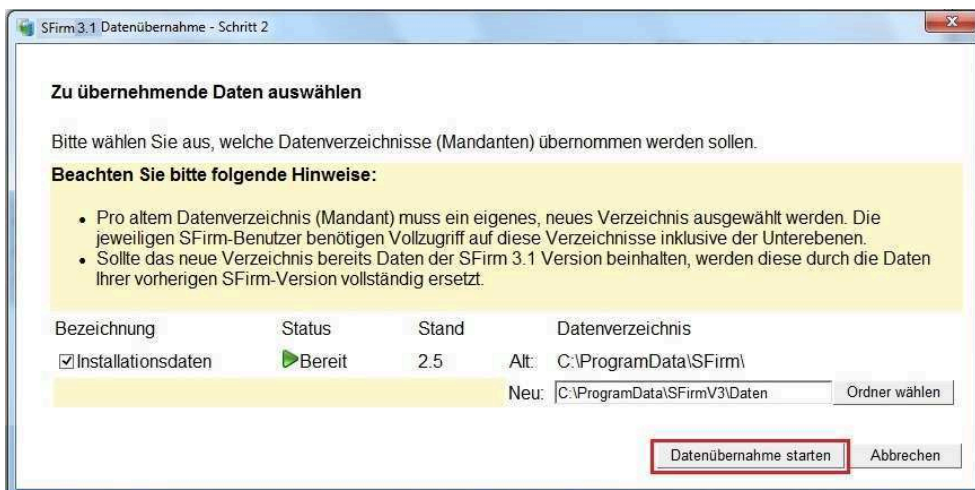 SFirm 3.1 Datenübernahme - Schritt 2
Zu übernehmende Daten auswählen
Bitte wählen Sie aus, welche Datenverzeichnisse (Mandanten) übernommen werden sollen.
Beachten Sie bitte folgende Hinweise:
• Pro altem Datenverzeichnis (Mandant) muss ein eigenes, neues Verzeichnis ausgewählt werden. Die
jeweiligen SFirm-Benutzer benötigen Vollzugriff auf diese Verzeichnisse inklusive der Unterebenen.
• Sollte das neue Verzeichnis bereits Daten der SFirm 3.1 Version beinhalten, werden diese durch die Daten
Ihrer vorherigen SFirm-Version vollständig ersetzt.
Bezeichnung Status Stand Datenverzeichnis
Installationsdaten Bereit 2.5 Alt: C:\ProgramData\SFirm\
Neu: C:\ProgramData\SFirmV3\Daten Ordner wählen
Datenübernahme starten Abbrechen